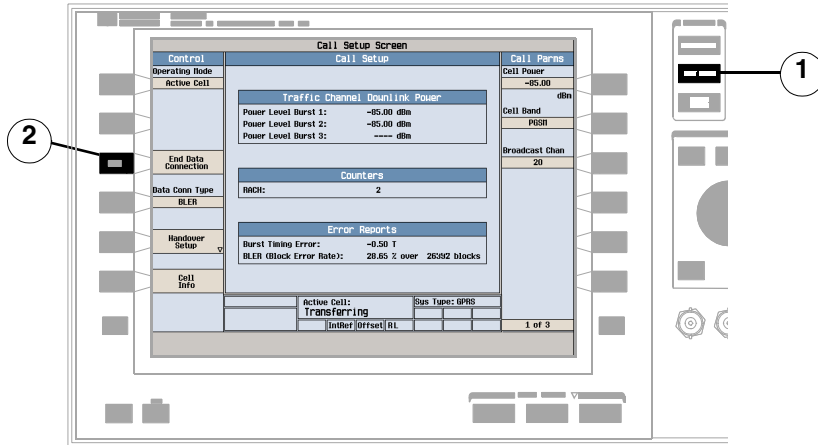 Call Setup Screen
Control
Call Setup
Call Parms
Operating Mode
Active Cell
End Data
Connection
Data Conn Type
BLER
Handover
Setup
Cell
Info
Traffic Channel Downlink Power
Power Level Burst 1: -85.00 dBm
Power Level Burst 2: -85.00 dBm
Power Level Burst 3: ---- dBm
Counters
RACH: 2
Error Reports
Burst Timing Error: -0.50 T
BLER (Block Error Rate): 28.65 % over blocks
Cell Power
-85.00
dBm
Cell Band
PGSM
Broadcast Chan
20
Active Cell:
Transferring
Sys Type: GPRS
IntRef Offset RL
1 of 3
1
2